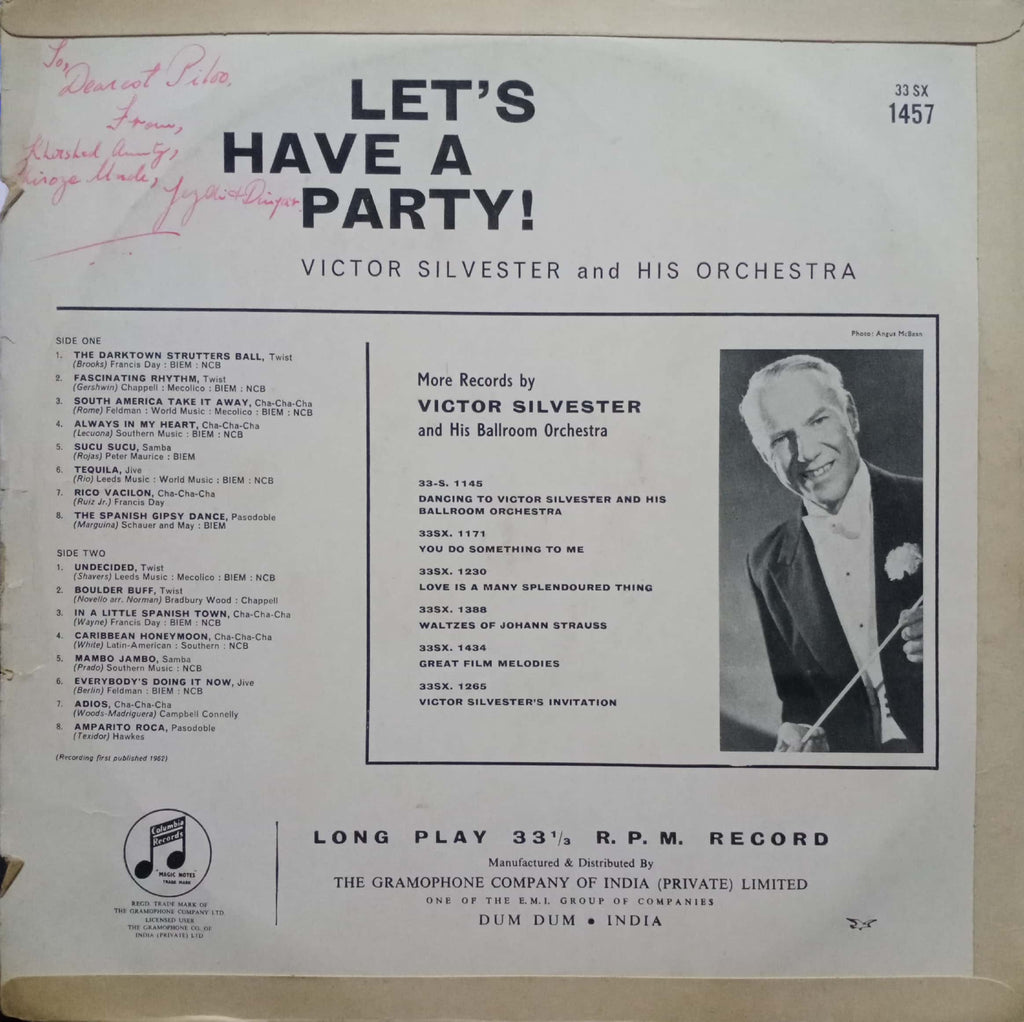 To,
Dearest Piloo,
From,
Khorshed Aunty,
Uncle, & Dinyar
LET'S
HAVE A
PARTY!
33 SX
1457
VICTOR SILVESTER and HIS ORCHESTRA
SIDE ONE
1. THE DARKTOWN STRUTTERS BALL, Twist
(Brooks) Francis Day : BIEM : NCB
2. FASCINATING RHYTHM, Twist
(Gershwin) Chappell : Mecolico : BIEM : NCB
3. SOUTH AMERICA TAKE IT AWAY, Cha-Cha-Cha
(Rome) Feldman : World Music : Mecolico : BIEM : NCB
4. ALWAYS IN MY HEART, Cha-Cha-Cha
(Lecuona) Southern Music : BIEM : NCB
5. SUCU SUCU, Samba
(Rojas) Peter Maurice : BIEM
6. TEQUILA, Jive
(Rio) Leeds Music : World Music : BIEM : NCB
7. RICO VACILON, Cha-Cha-Cha
(Ruiz Jr.) Francis Day
8. THE SPANISH GIPSY DANCE, Pasodoble
(Marguina) Schauer and May : BIEM
SIDE TWO
1. UNDECIDED, Twist
(Shavers) Leeds Music : Mecolico : BIEM : NCB
2. BOULDER BUFF, Twist
(Novello arr. Norman) Bradbury Wood : Chappell
3. IN A LITTLE SPANISH TOWN, Cha-Cha-Cha
(Wayne) Francis Day : BIEM : NCB
4. CARIBBEAN HONEYMOON, Cha-Cha-Cha
(White) Latin-American : Southern : NCB
5. MAMBO JAMBO, Samba
(Prado) Southern Music : NCB
6. EVERYBODY'S DOING IT NOW, Jive
(Berlin) Feldman : BIEM : NCB
7. ADIOS, Cha-Cha-Cha
(Woods-Madriguera) Campbell Connelly
8. AMPARITO ROCA, Pasodoble
(Texidor) Hawkes
(Recording first published 1962)
Photo: Angus McBean
More Records by
VICTOR SILVESTER
and His Ballroom Orchestra
33-S. 1145
DANCING TO VICTOR SILVESTER AND HIS
BALLROOM ORCHESTRA
33SX. 1171
YOU DO SOMETHING TO ME
33SX. 1230
LOVE IS A MANY SPLENDOURED THING
33SX. 1388
WALTZES OF JOHANN STRAUSS
33SX. 1434
GREAT FILM MELODIES
33SX. 1265
VICTOR SILVESTER'S INVITATION
Columbia
Records
"MAGIC NOTES"
TRADE MARK
REGD. TRADE MARK OF
THE GRAMOPHONE COMPANY LTD.
LICENSED USER
THE GRAMOPHONE CO. OF
INDIA (PRIVATE) LTD
LONG PLAY 33⅓ R. P. M. RECORD
Manufactured & Distributed By
THE GRAMOPHONE COMPANY OF INDIA (PRIVATE) LIMITED
ONE OF THE E.M.I. GROUP OF COMPANIES
DUM DUM • INDIA